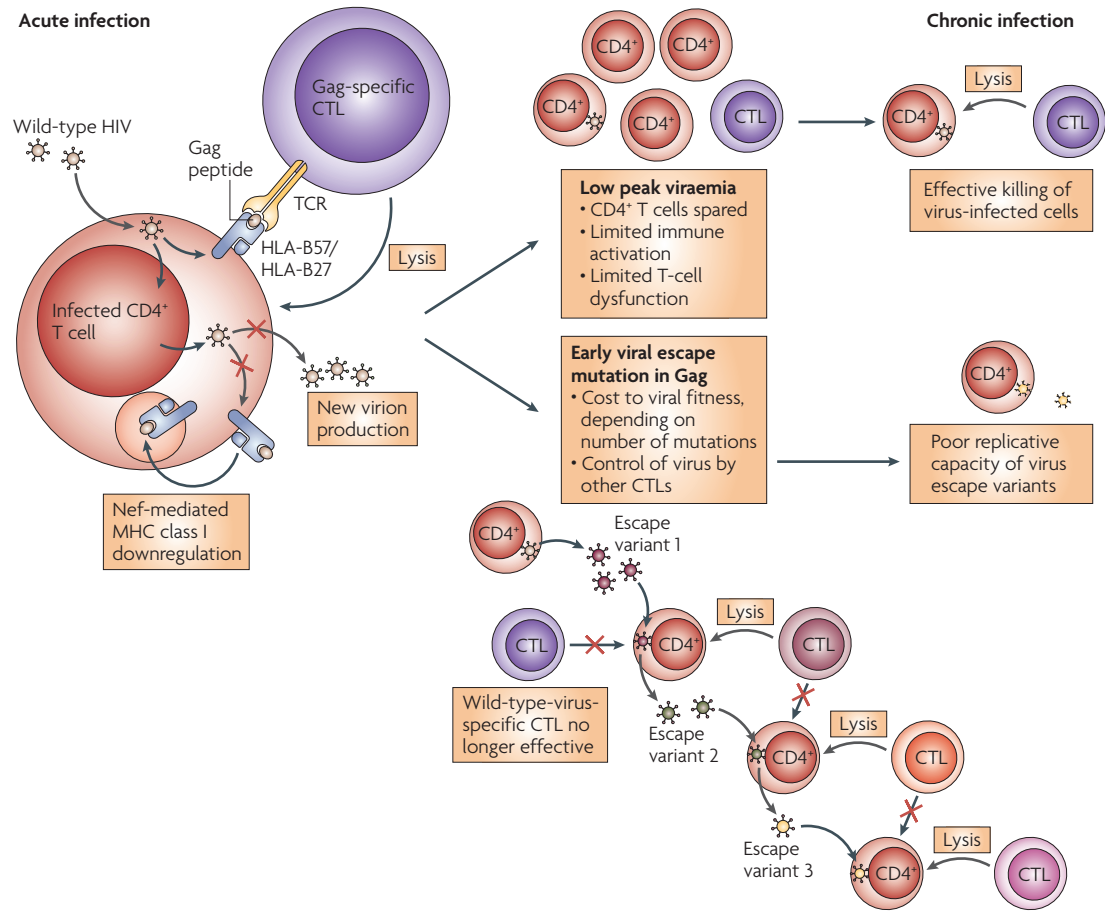 Acute infection
Chronic infection
Wild-type HIV
Gag-specific
CTL
Gag
peptide
TCR
HLA-B57/
HLA-B27
Lysis
Infected CD4⁺
T cell
New virion
production
Nef-mediated
MHC class I
downregulation
CD4⁺
CD4⁺
CD4⁺
CD4⁺
CTL
Low peak viraemia
• CD4⁺ T cells spared
• Limited immune
activation
• Limited T-cell
dysfunction
Lysis
CD4⁺
CTL
Effective killing of
virus-infected cells
Early viral escape
mutation in Gag
• Cost to viral fitness,
depending on
number of mutations
• Control of virus by
other CTLs
CD4⁺
Poor replicative
capacity of virus
escape variants
CD4⁺
Escape
variant 1
CTL
CD4⁺
Lysis
CTL
Wild-type-virus-
specific CTL no
longer effective
Escape
variant 2
CD4⁺
Lysis
CTL
Escape
variant 3
CD4⁺
Lysis
CTL